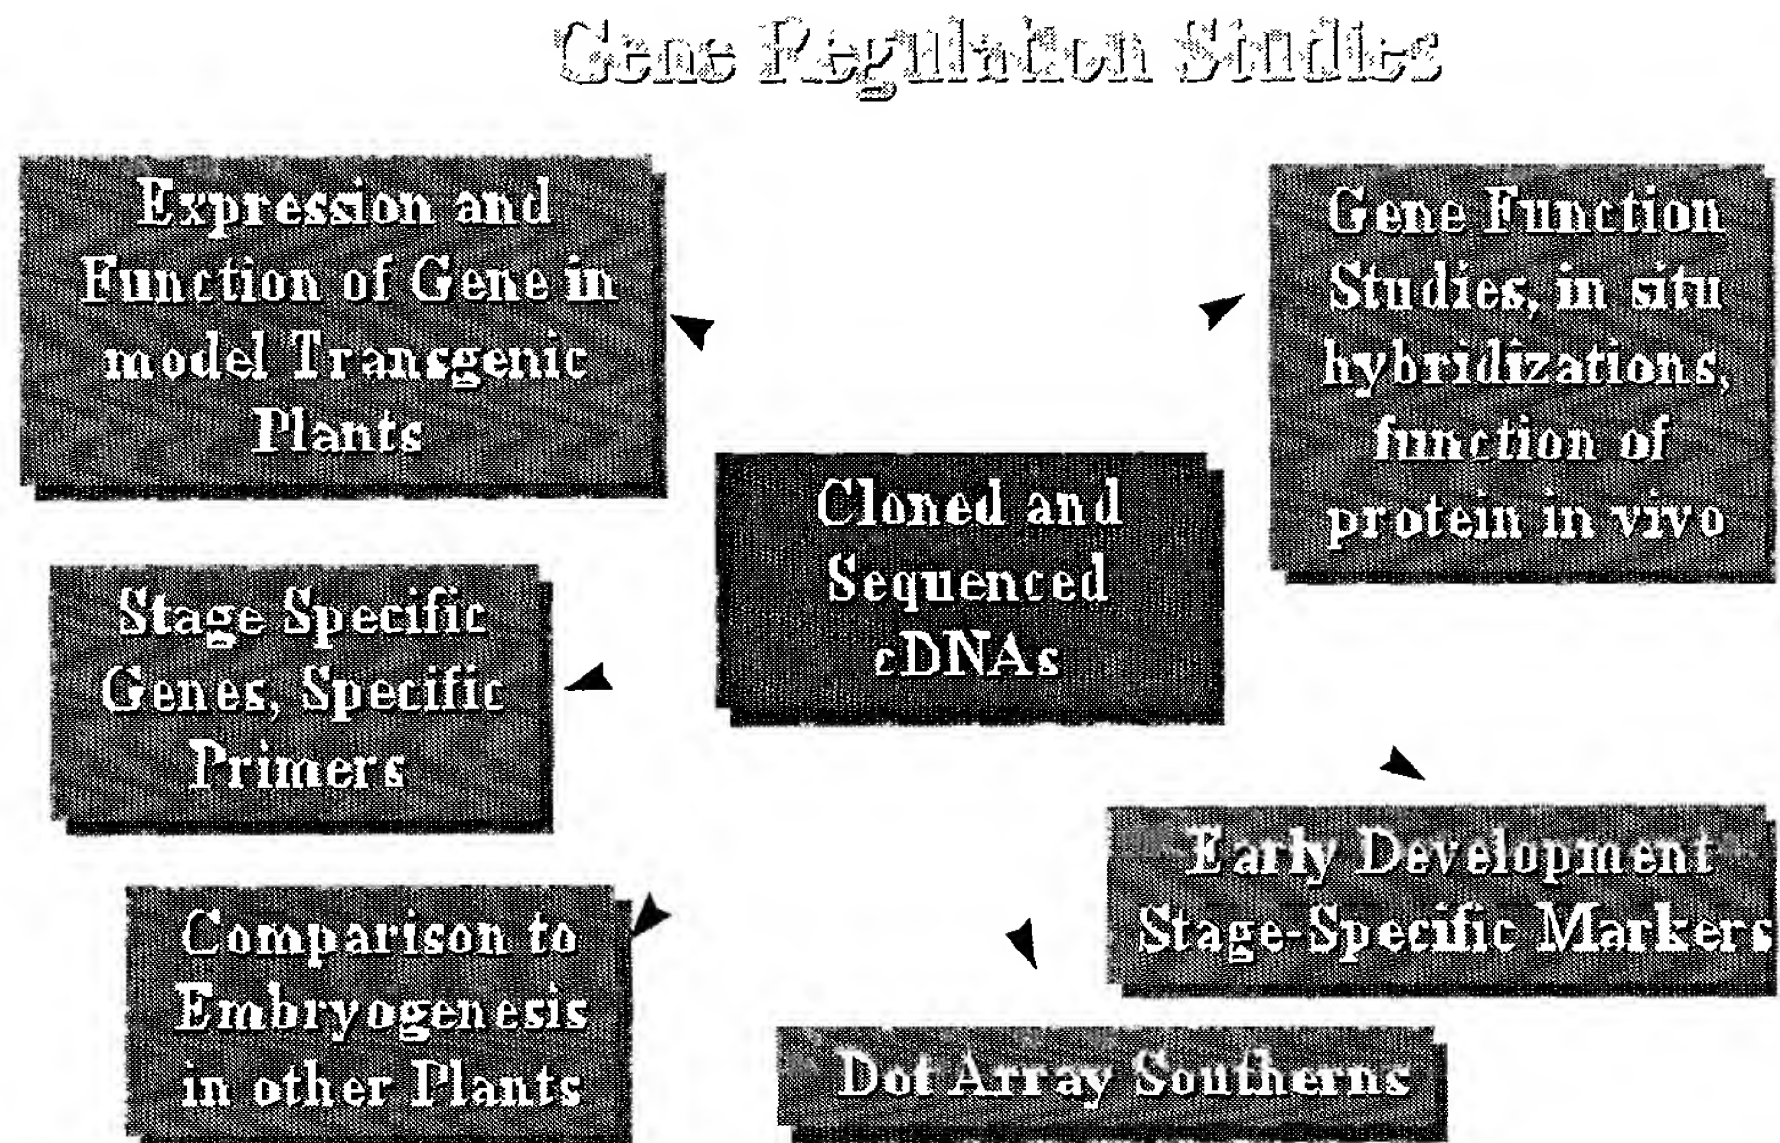 Gene Regulation Studies
Expression and
Function of Gene in
model Transgenic
Plants
Gene Function
Studies, in situ
hybridizations,
function of
protein in vivo
Cloned and
Sequenced
cDNAs
Stage Specific
Genes, Specific
Primers
Early Development
Stage-Specific Markers
Comparison to
Embryogenesis
in other Plants
Dot Array Southerns